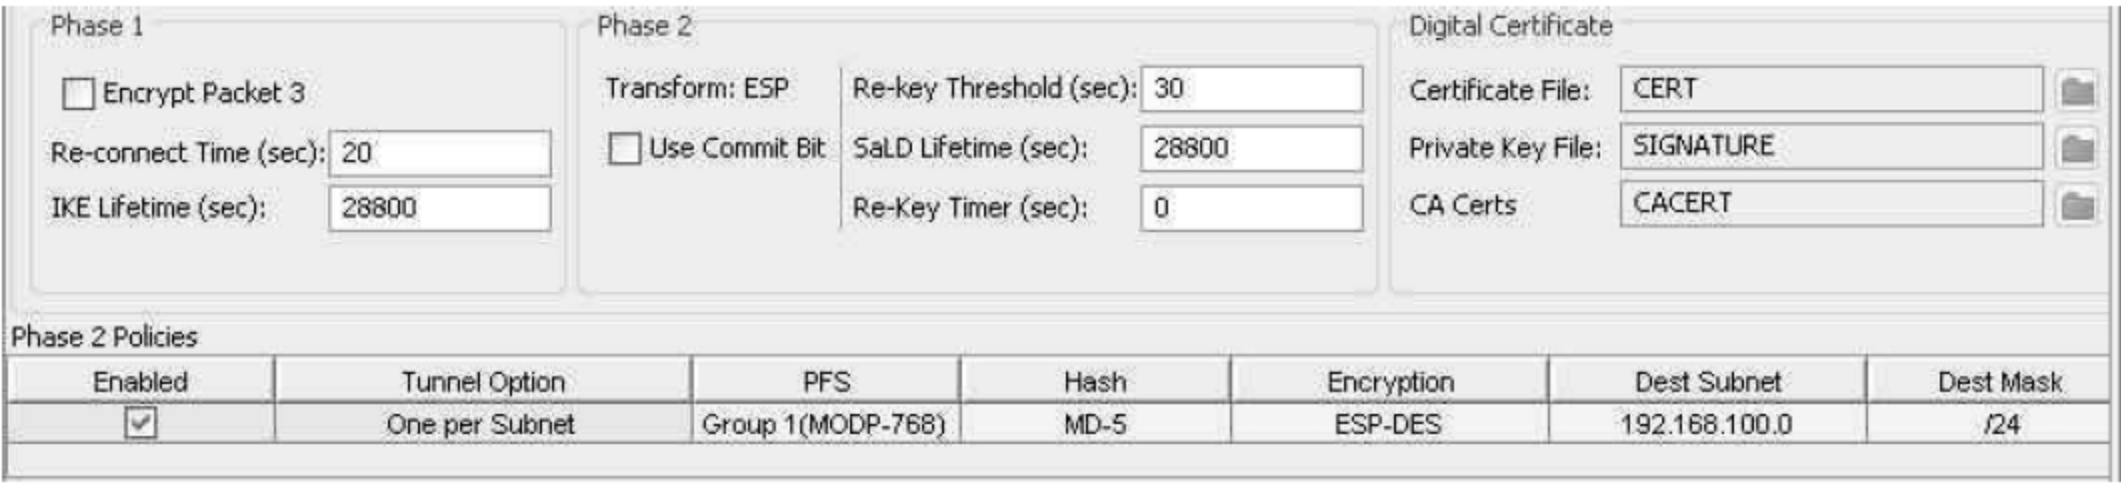 Phase 1
Encrypt Packet 3
Re-connect Time (sec): 20
IKE Lifetime (sec): 28800
Phase 2
Transform: ESP
Use Commit Bit
Re-key Threshold (sec): 30
SaLD Lifetime (sec): 28800
Re-Key Timer (sec): 0
Digital Certificate
Certificate File: CERT
Private Key File: SIGNATURE
CA Certs CACERT
Phase 2 Policies
Enabled Tunnel Option PFS Hash Encryption Dest Subnet Dest Mask
One per Subnet Group 1(MODP-768) MD-5 ESP-DES 192.168.100.0 /24